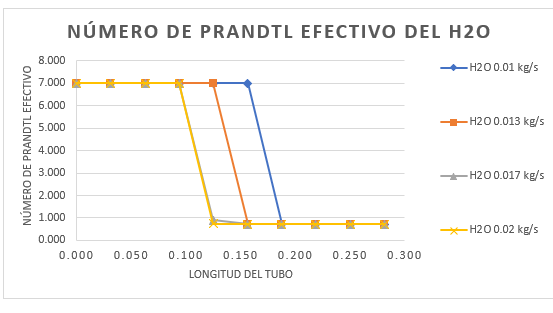 NÚMERO DE PRANDTL EFECTIVO DEL H2O
NÚMERO DE PRANDTL EFECTIVO
8.000
7.000
6.000
5.000
4.000
3.000
2.000
1.000
0.000
0.000 0.050 0.100 0.150 0.200 0.250 0.300
LONGITUD DEL TUBO
H2O 0.01 kg/s
H2O 0.013 kg/s
H2O 0.017 kg/s
H2O 0.02 kg/s